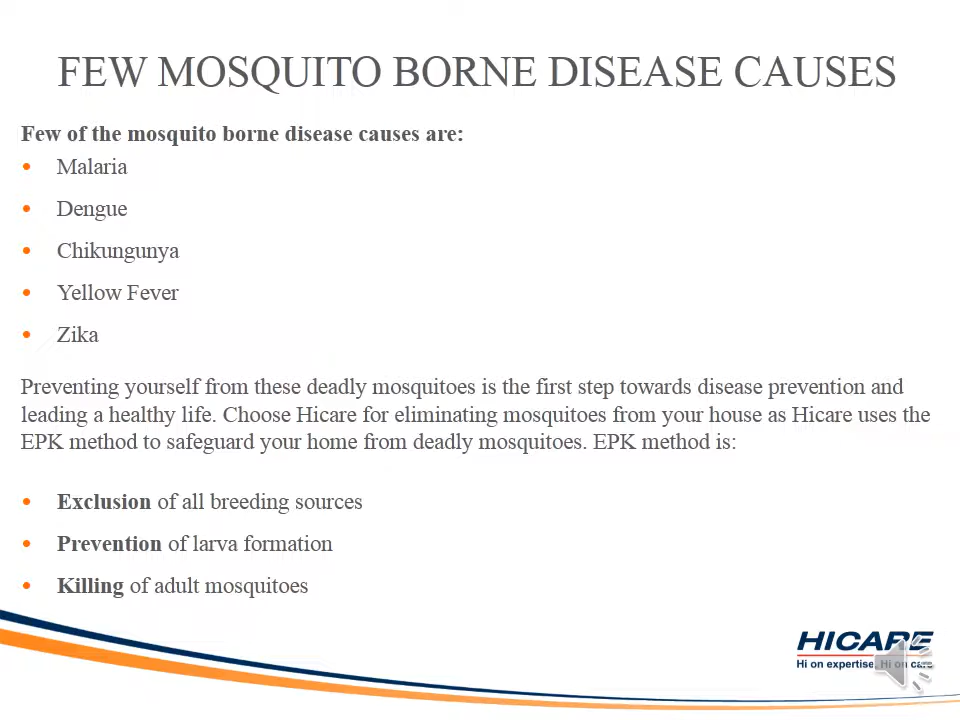 FEW MOSQUITO BORNE DISEASE CAUSES
Few of the mosquito borne disease causes are:
• Malaria
• Dengue
• Chikungunya
• Yellow Fever
• Zika
Preventing yourself from these deadly mosquitoes is the first step towards disease prevention and
leading a healthy life. Choose Hicare for eliminating mosquitoes from your house as Hicare uses the
EPK method to safeguard your home from deadly mosquitoes. EPK method is:
• Exclusion of all breeding sources
• Prevention of larva formation
• Killing of adult mosquitoes
HICARE
Hi on expertise. Hi on care